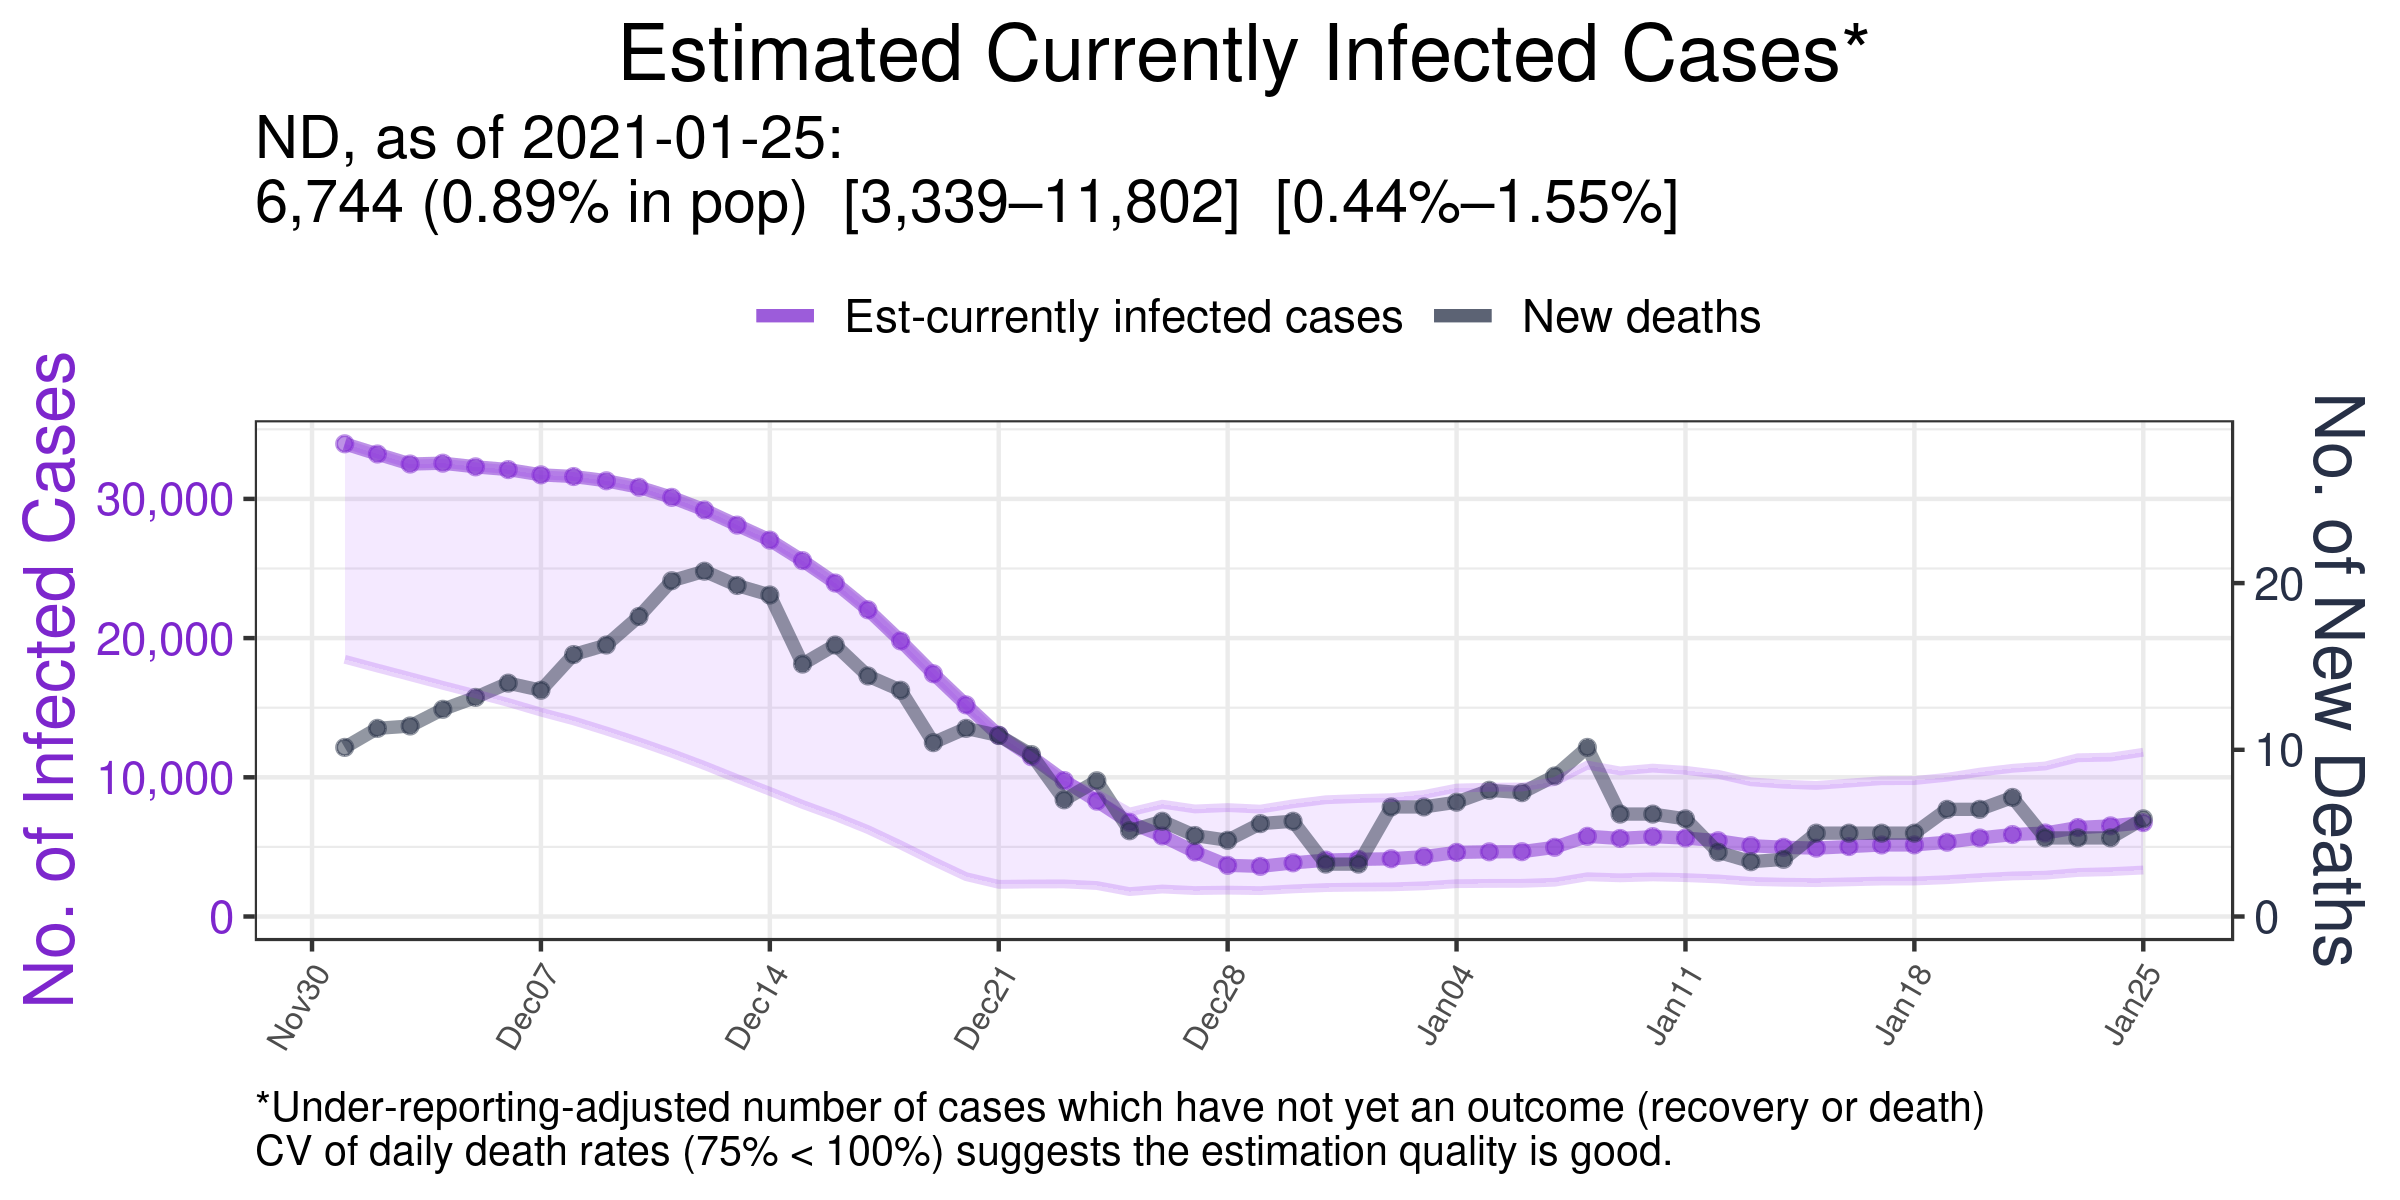 Estimated Currently Infected Cases*
ND, as of 2021-01-25:
6,744 (0.89% in pop)  [3,339–11,802]  [0.44%–1.55%]
Est-currently infected cases
New deaths
No. of Infected Cases
30,000
20,000
10,000
0
No. of New Deaths
20
10
0
Nov30
Dec07
Dec14
Dec21
Dec28
Jan04
Jan11
Jan18
Jan25
*Under-reporting-adjusted number of cases which have not yet an outcome (recovery or death)
CV of daily death rates (75% < 100%) suggests the estimation quality is good.